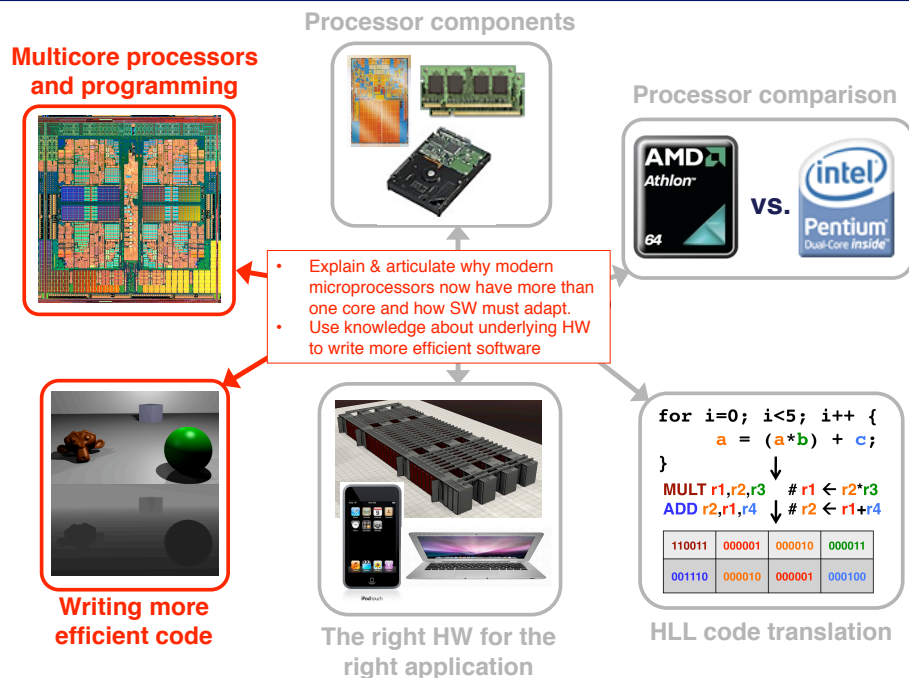 Processor components
Multicore processors
and programming
Processor comparison
AMD
Athlon™
64
vs.
intel
Pentium®
Dual-Core inside™
• Explain & articulate why modern
microprocessors now have more than
one core and how SW must adapt.
• Use knowledge about underlying HW
to write more efficient software
for i=0; i<5; i++ {
a = (a*b) + c;
}
MULT r1,r2,r3 # r1 ← r2*r3
ADD r2,r1,r4 # r2 ← r1+r4
110011 000001 000010 000011
001110 000010 000001 000100
iPod touch
Writing more
efficient code
The right HW for the
right application
HLL code translation